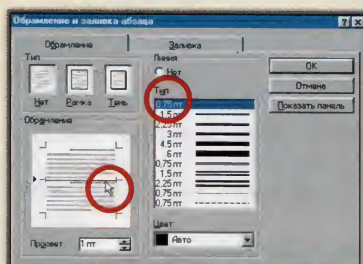 Обрамление и заливка абзаца
Обрамление
Заливка
Тип
Нет
Рамка
Тень
Обрамление
Просвет:
1 пт
Линия
Нет
Тип
0,75 пт
1.5 пт
2.25 пт
3 пт
4.5 пт
6 пт
0,75 пт
1.5 пт
2.25 пт
0,75 пт
0,75 пт
Цвет:
Авто
OK
Отмена
Показать панель